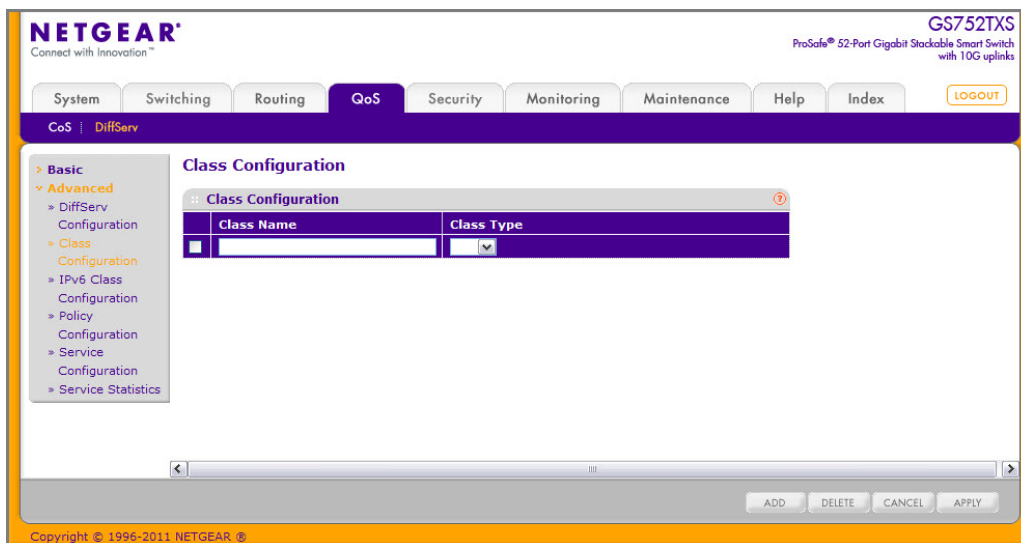 NETGEAR®
Connect with Innovation™
GS752TXS
ProSafe® 52-Port Gigabit Stackable Smart Switch
with 10G uplinks
System
Switching
Routing
QoS
Security
Monitoring
Maintenance
Help
Index
LOGOUT
CoS | DiffServ
Basic
Advanced
» DiffServ
Configuration
» Class
Configuration
» IPv6 Class
Configuration
» Policy
Configuration
» Service
Configuration
» Service Statistics
Class Configuration
Class Configuration
?
Class Name
Class Type
ADD
DELETE
CANCEL
APPLY
Copyright © 1996-2011 NETGEAR ®